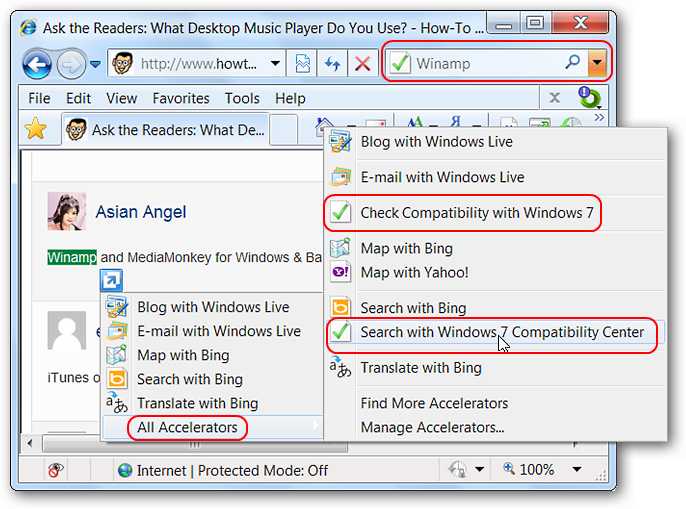 Ask the Readers: What Desktop Music Player Do You Use? - How-To ...
http://www.howt...
Winamp
File Edit View Favorites Tools Help
Ask the Readers: What De...
Asian Angel
Winamp and MediaMonkey for Windows & Ba
iTunes o
Blog with Windows Live
E-mail with Windows Live
Map with Bing
Search with Bing
Translate with Bing
All Accelerators
Blog with Windows Live
E-mail with Windows Live
Check Compatibility with Windows 7
Map with Bing
Map with Yahoo!
Search with Bing
Search with Windows 7 Compatibility Center
Translate with Bing
Find More Accelerators
Manage Accelerators...
Internet | Protected Mode: Off
100%